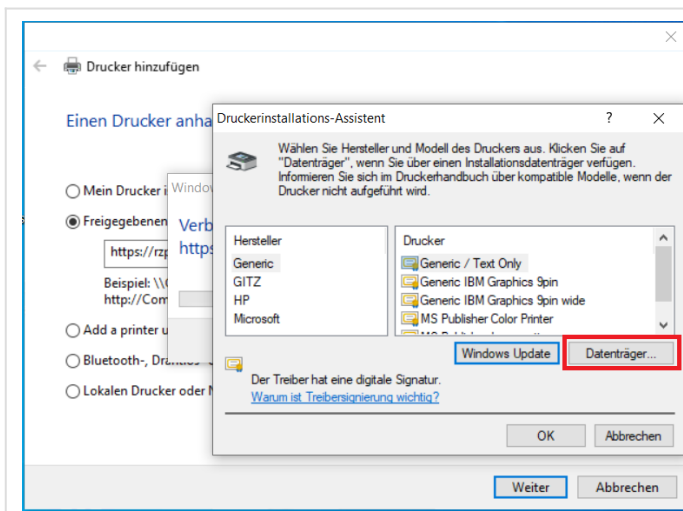 Drucker hinzufügen
Einen Drucker anha
Druckerinstallations-Assistent
Wählen Sie Hersteller und Modell des Druckers aus. Klicken Sie auf
"Datenträger", wenn Sie über einen Installationsdatenträger verfügen.
Informieren Sie sich im Druckerhandbuch über kompatible Modelle, wenn der
Drucker nicht aufgeführt wird.
Mein Drucker i
Window
Freigegebenen
Verb
https://rzp
https
Beispiel: \\
http://Com
Add a printer u
Bluetooth-,
Lokalen Drucker oder N
Hersteller
Generic
GITZ
HP
Microsoft
Drucker
Generic / Text Only
Generic IBM Graphics 9pin
Generic IBM Graphics 9pin wide
MS Publisher Color Printer
Windows Update
Datenträger...
Der Treiber hat eine digitale Signatur.
Warum ist Treibersignierung wichtig?
OK
Abbrechen
Weiter
Abbrechen